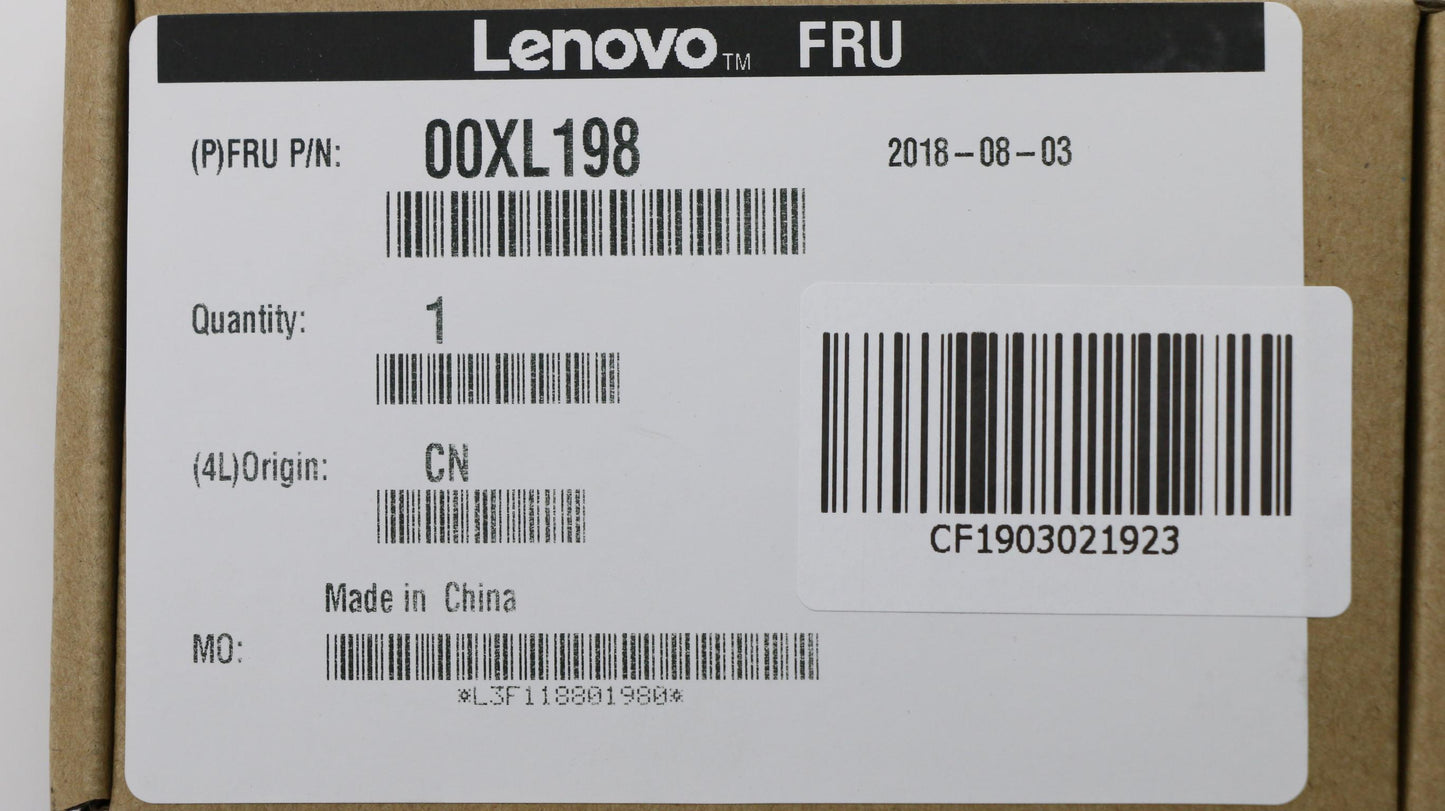 Lenovo™ FRU
(P)FRU P/N: 00XL198 2018-08-03
Quantity: 1
(4L)Origin: CN
CF1903021923
Made in China
MO:
*L3F118801980*